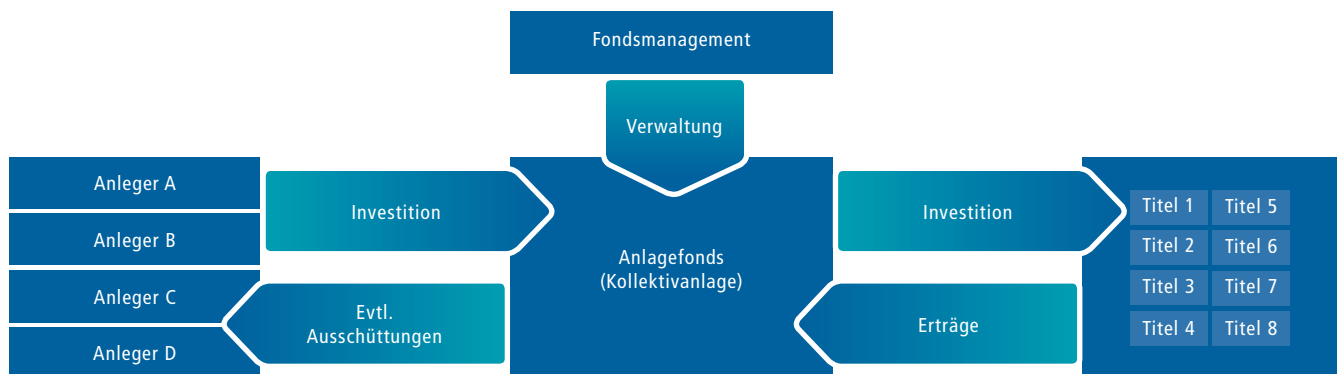 Fondsmanagement
Verwaltung
Anleger A
Anleger B
Anleger C
Anleger D
Investition
Evtl.
Ausschüttungen
Anlagefonds
(Kollektivanlage)
Investition
Erträge
Titel 1
Titel 5
Titel 2
Titel 6
Titel 3
Titel 7
Titel 4
Titel 8